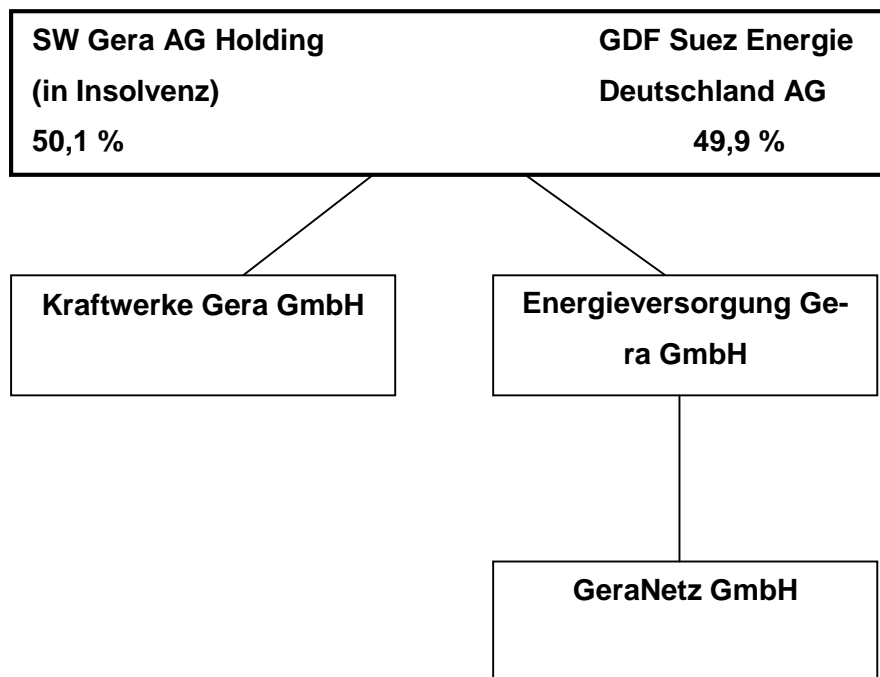 SW Gera AG Holding
(in Insolvenz)
50,1 %
GDF Suez Energie
Deutschland AG
49,9 %
Kraftwerke Gera GmbH
Energieversorgung Ge-
ra GmbH
GeraNetz GmbH